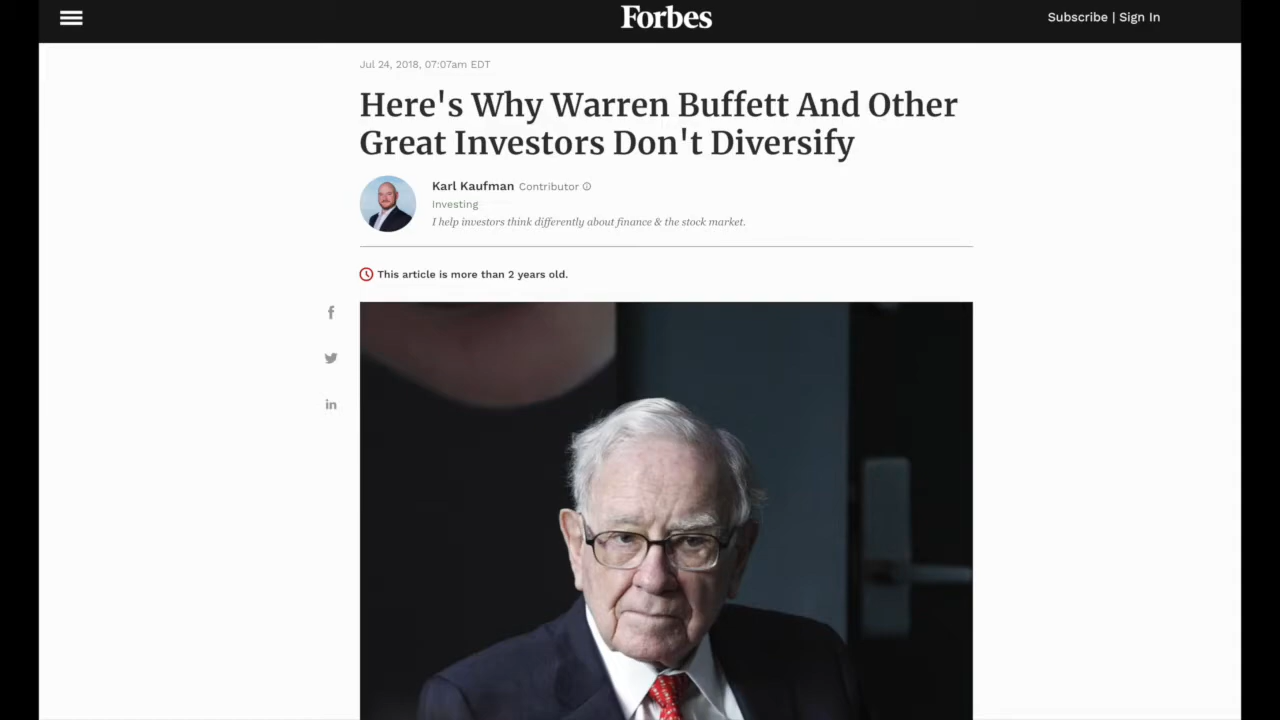 Forbes
Subscribe | Sign In
Jul 24, 2018, 07:07am EDT
Here's Why Warren Buffett And Other
Great Investors Don't Diversify
Karl Kaufman Contributor
Investing
I help investors think differently about finance & the stock market.
This article is more than 2 years old.
f
in